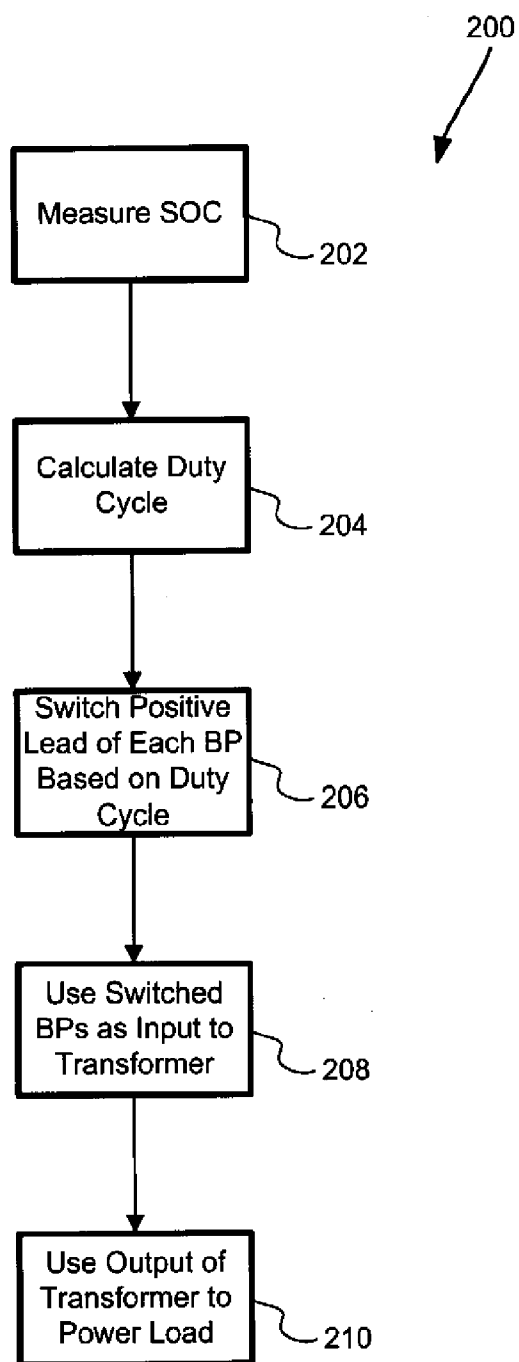 200
Measure SOC
202
Calculate Duty
Cycle
204
Switch Positive
Lead of Each BP
Based on Duty
Cycle
206
Use Switched
BPs as Input to
Transformer
208
Use Output of
Transformer to
Power Load
210